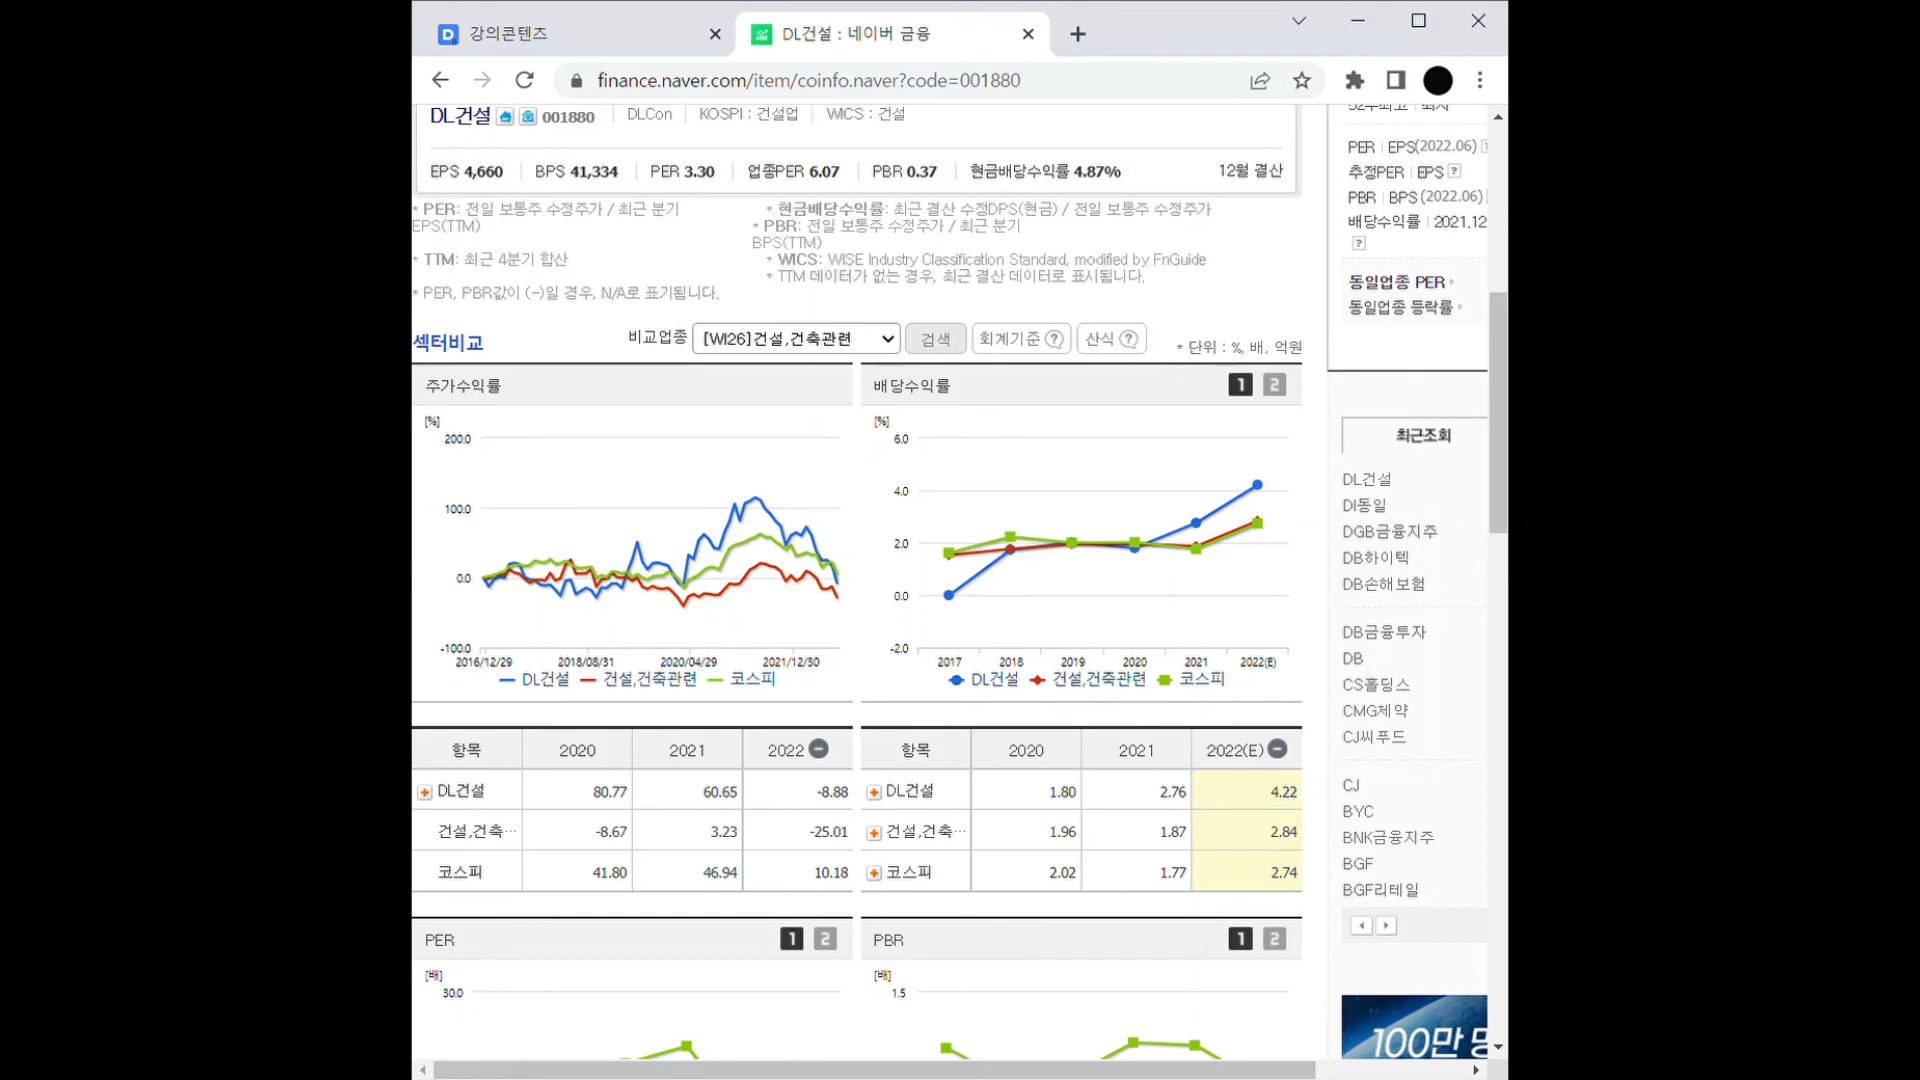 강의콘텐츠
DL건설 : 네이버 금융
finance.naver.com/item/coinfo.naver?code=001880
DL건설 001880 DLCon KOSPI : 건설업 WICS : 건설
EPS 4,660 BPS 41,334 PER 3.30 업종PER 6.07 PBR 0.37 현금배당수익률 4.87% 12월 결산
* PER: 전일 보통주 수정주가 / 최근 분기 EPS(TTM)
* 현금배당수익률: 최근 결산 수정DPS(현금) / 전일 보통주 수정주가
* PBR: 전일 보통주 수정주가 / 최근 분기 BPS(TTM)
* TTM: 최근 4분기 합산
* WICS: WISE Industry Classification Standard, modified by FnGuide
* TTM 데이터가 없는 경우, 최근 결산 데이터로 표시됩니다.
* PER, PBR값이 (-)일 경우, N/A로 표기됩니다.
섹터비교 비교업종 [WI26]건설,건축관련 검색 회계기준 ? 산식 ? * 단위 : %, 배, 억원
주가수익률
[%]
200.0
100.0
0.0
-100.0
2016/12/29 2018/08/31 2020/04/29 2021/12/30
DL건설 건설,건축관련 코스피
배당수익률 1 2
[%]
6.0
4.0
2.0
0.0
-2.0
2017 2018 2019 2020 2021 2022(E)
DL건설 건설,건축관련 코스피
항목 2020 2021 2022
DL건설 80.77 60.65 -8.88
건설,건축… -8.67 3.23 -25.01
코스피 41.80 46.94 10.18
항목 2020 2021 2022(E)
DL건설 1.80 2.76 4.22
건설,건축… 1.96 1.87 2.84
코스피 2.02 1.77 2.74
PER 1 2
[배]
30.0
PBR 1 2
[배]
1.5
PER EPS(2022.06) ?
추정PER EPS ?
PBR BPS (2022.06)
배당수익률 2021.12
?
동일업종 PER
동일업종 등락률
최근조회
DL건설
DI동일
DGB금융지주
DB하이텍
DB손해보험
DB금융투자
DB
CS홀딩스
CMG제약
CJ씨푸드
CJ
BYC
BNK금융지주
BGF
BGF리테일
100만